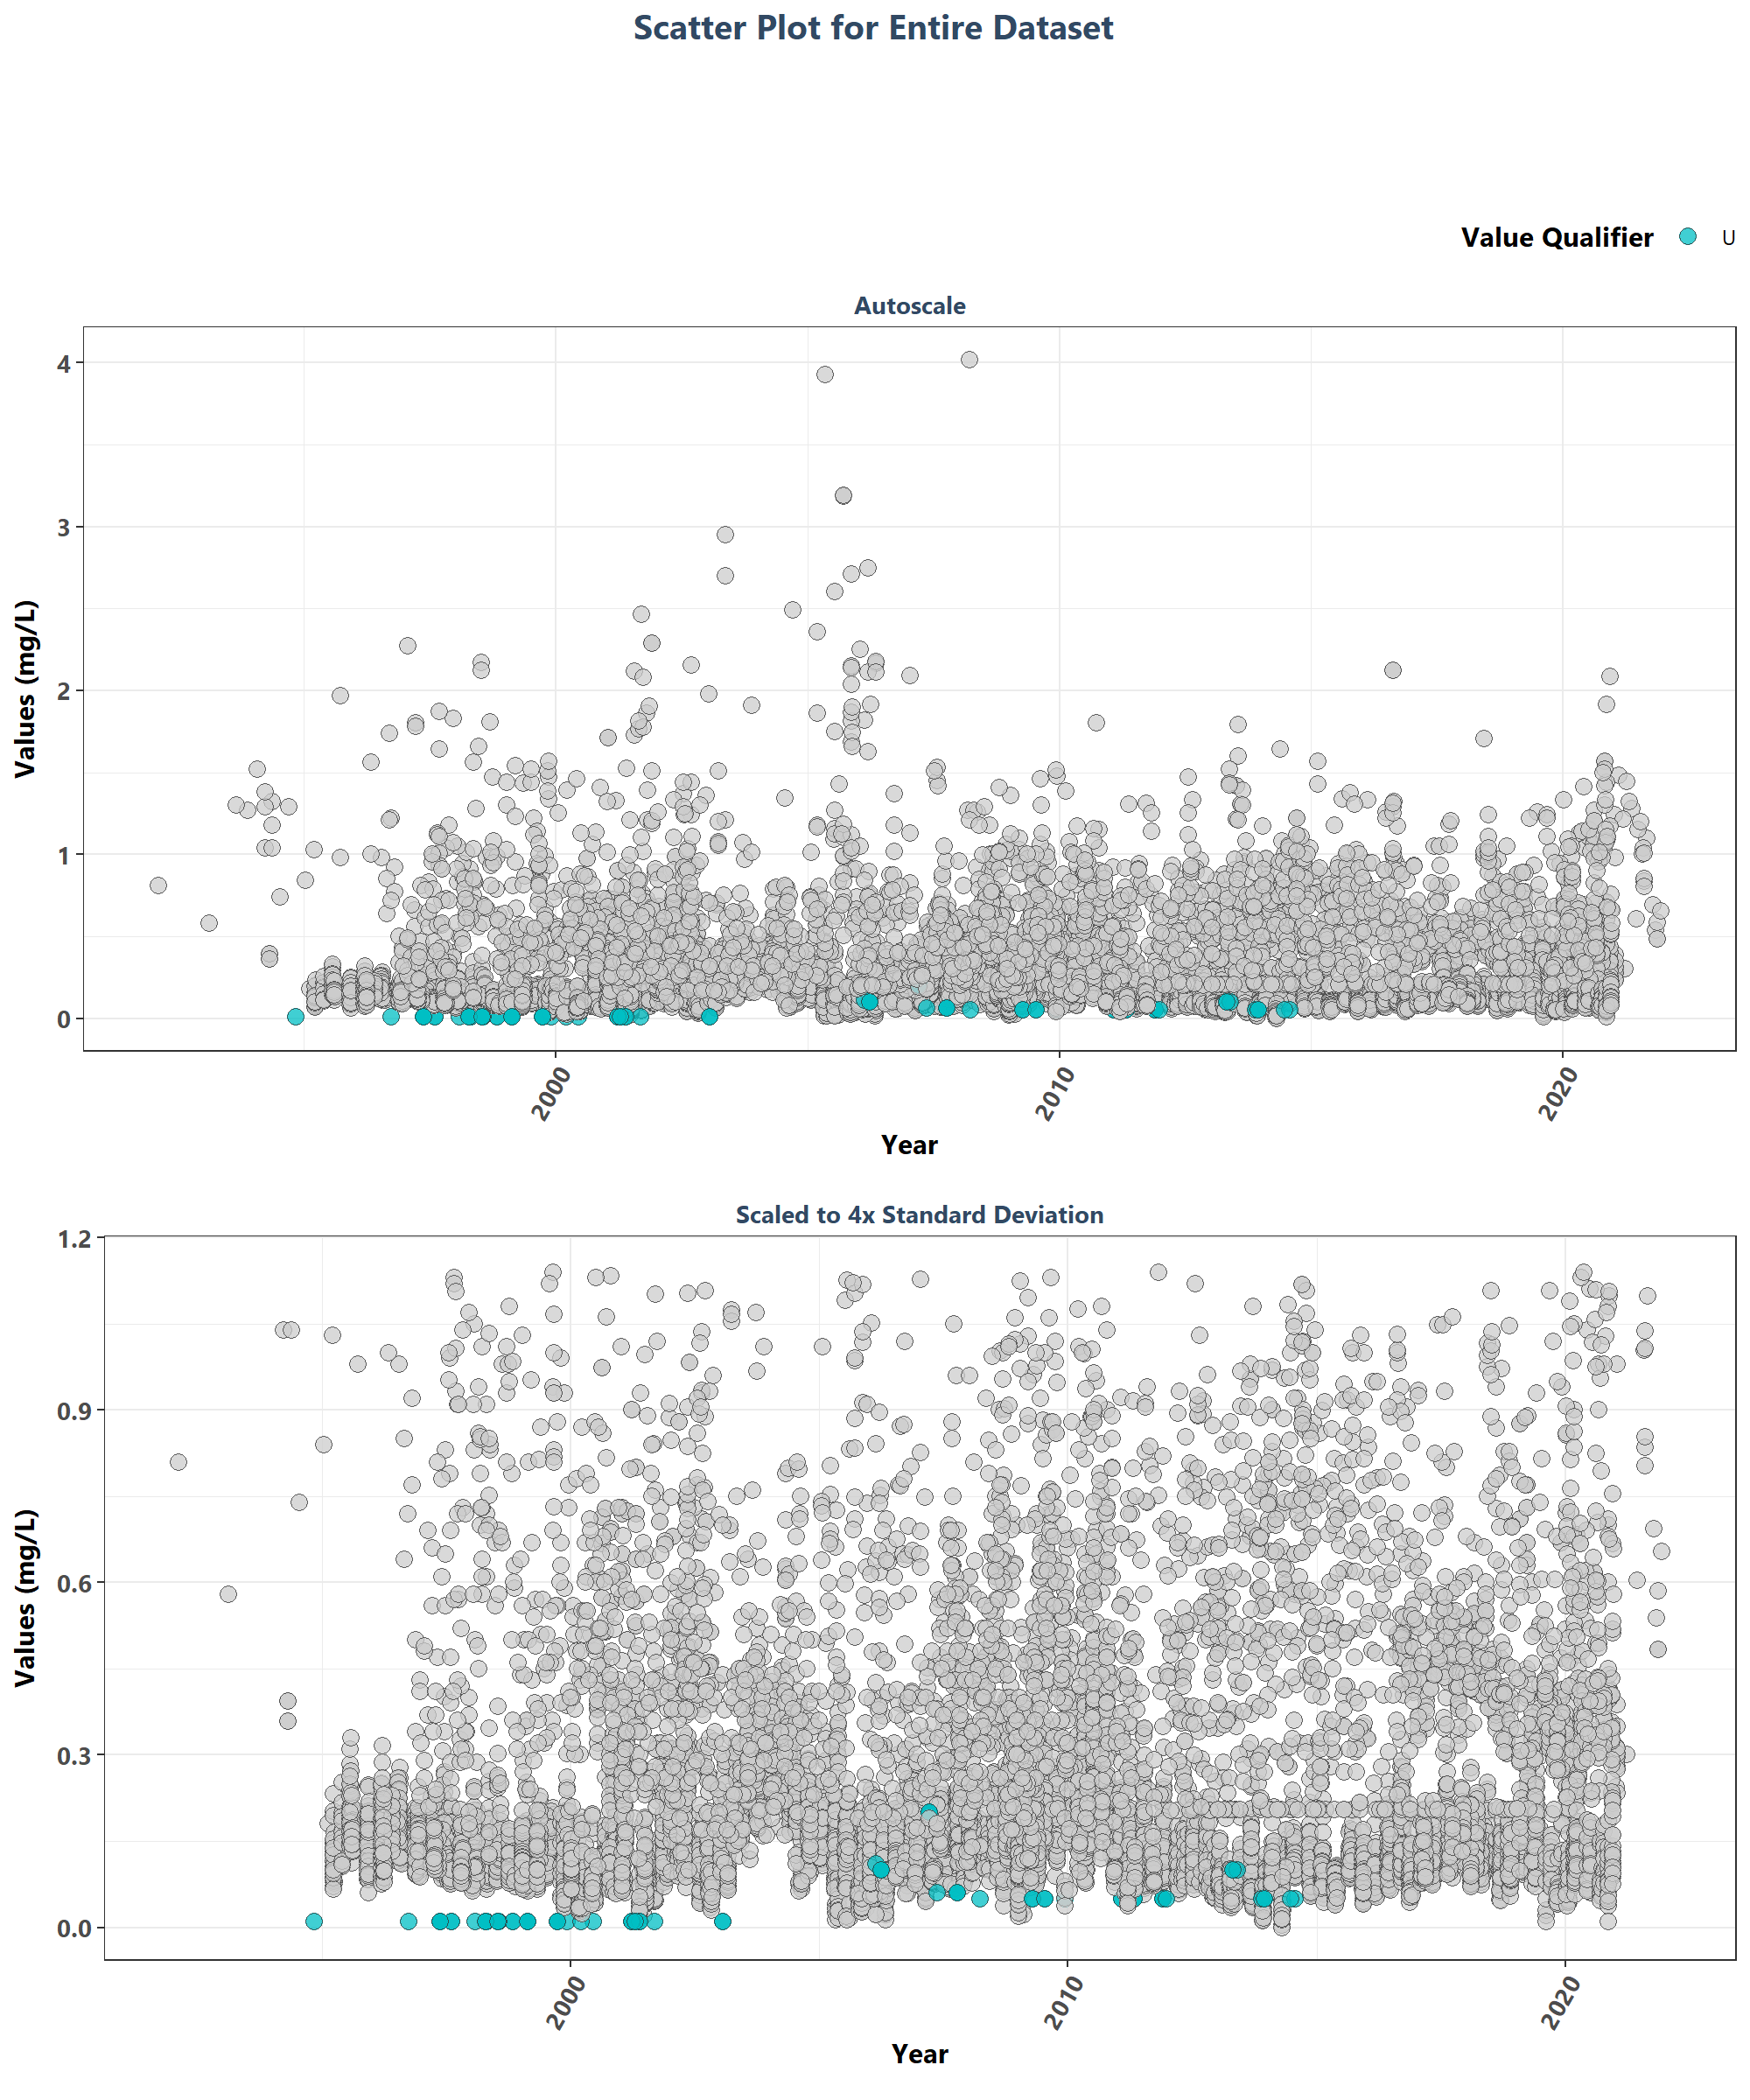 Scatter Plot for Entire Dataset
Value Qualifier U
Autoscale
4
3
2
1
0
Values (mg/L)
2000 2010 2020
Year
Scaled to 4x Standard Deviation
1.2
0.9
0.6
0.3
0.0
Values (mg/L)
2000 2010 2020
Year